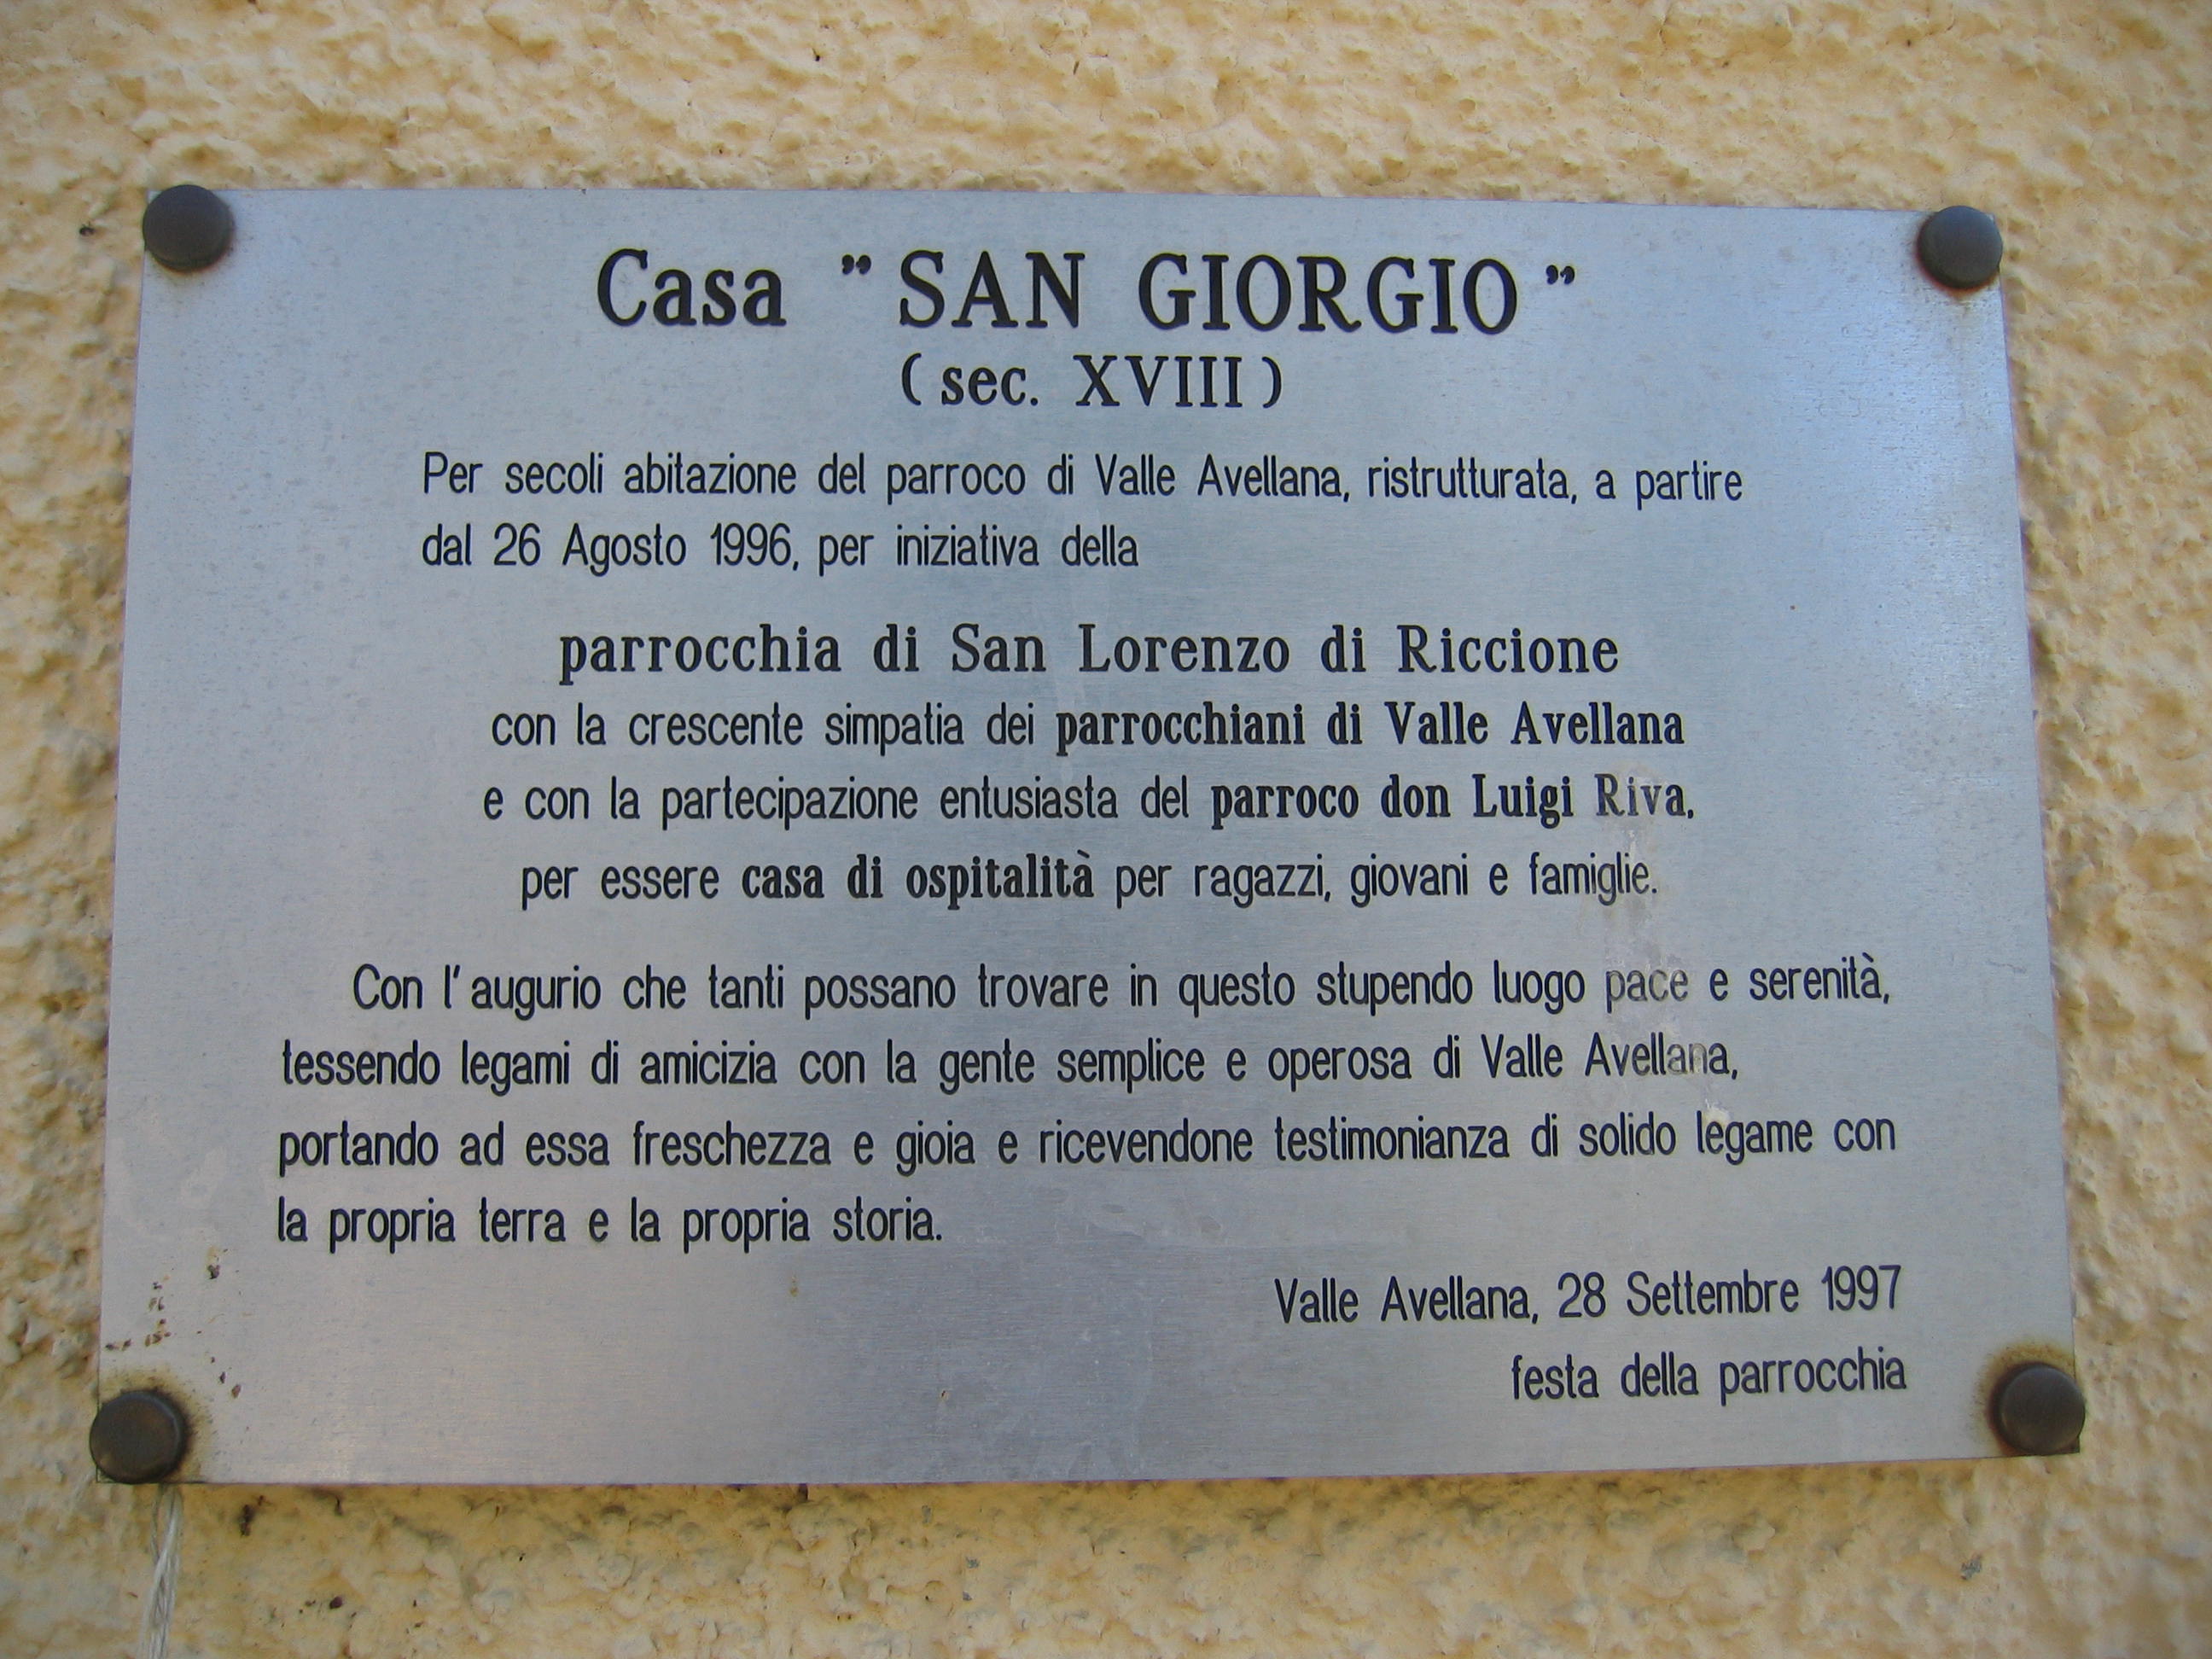 Casa " SAN GIORGIO "
( sec. XVIII )
Per secoli abitazione del parroco di Valle Avellana, ristrutturata, a partire
dal 26 Agosto 1996, per iniziativa della
parrocchia di San Lorenzo di Riccione
con la crescente simpatia dei parrocchiani di Valle Avellana
e con la partecipazione entusiasta del parroco don Luigi Riva,
per essere casa di ospitalità per ragazzi, giovani e famiglie.
Con l'augurio che tanti possano trovare in questo stupendo luogo pace e serenità,
tessendo legami di amicizia con la gente semplice e operosa di Valle Avellana,
portando ad essa freschezza e gioia e ricevendone testimonianza di solido legame con
la propria terra e la propria storia.
Valle Avellana, 28 Settembre 1997
festa della parrocchia